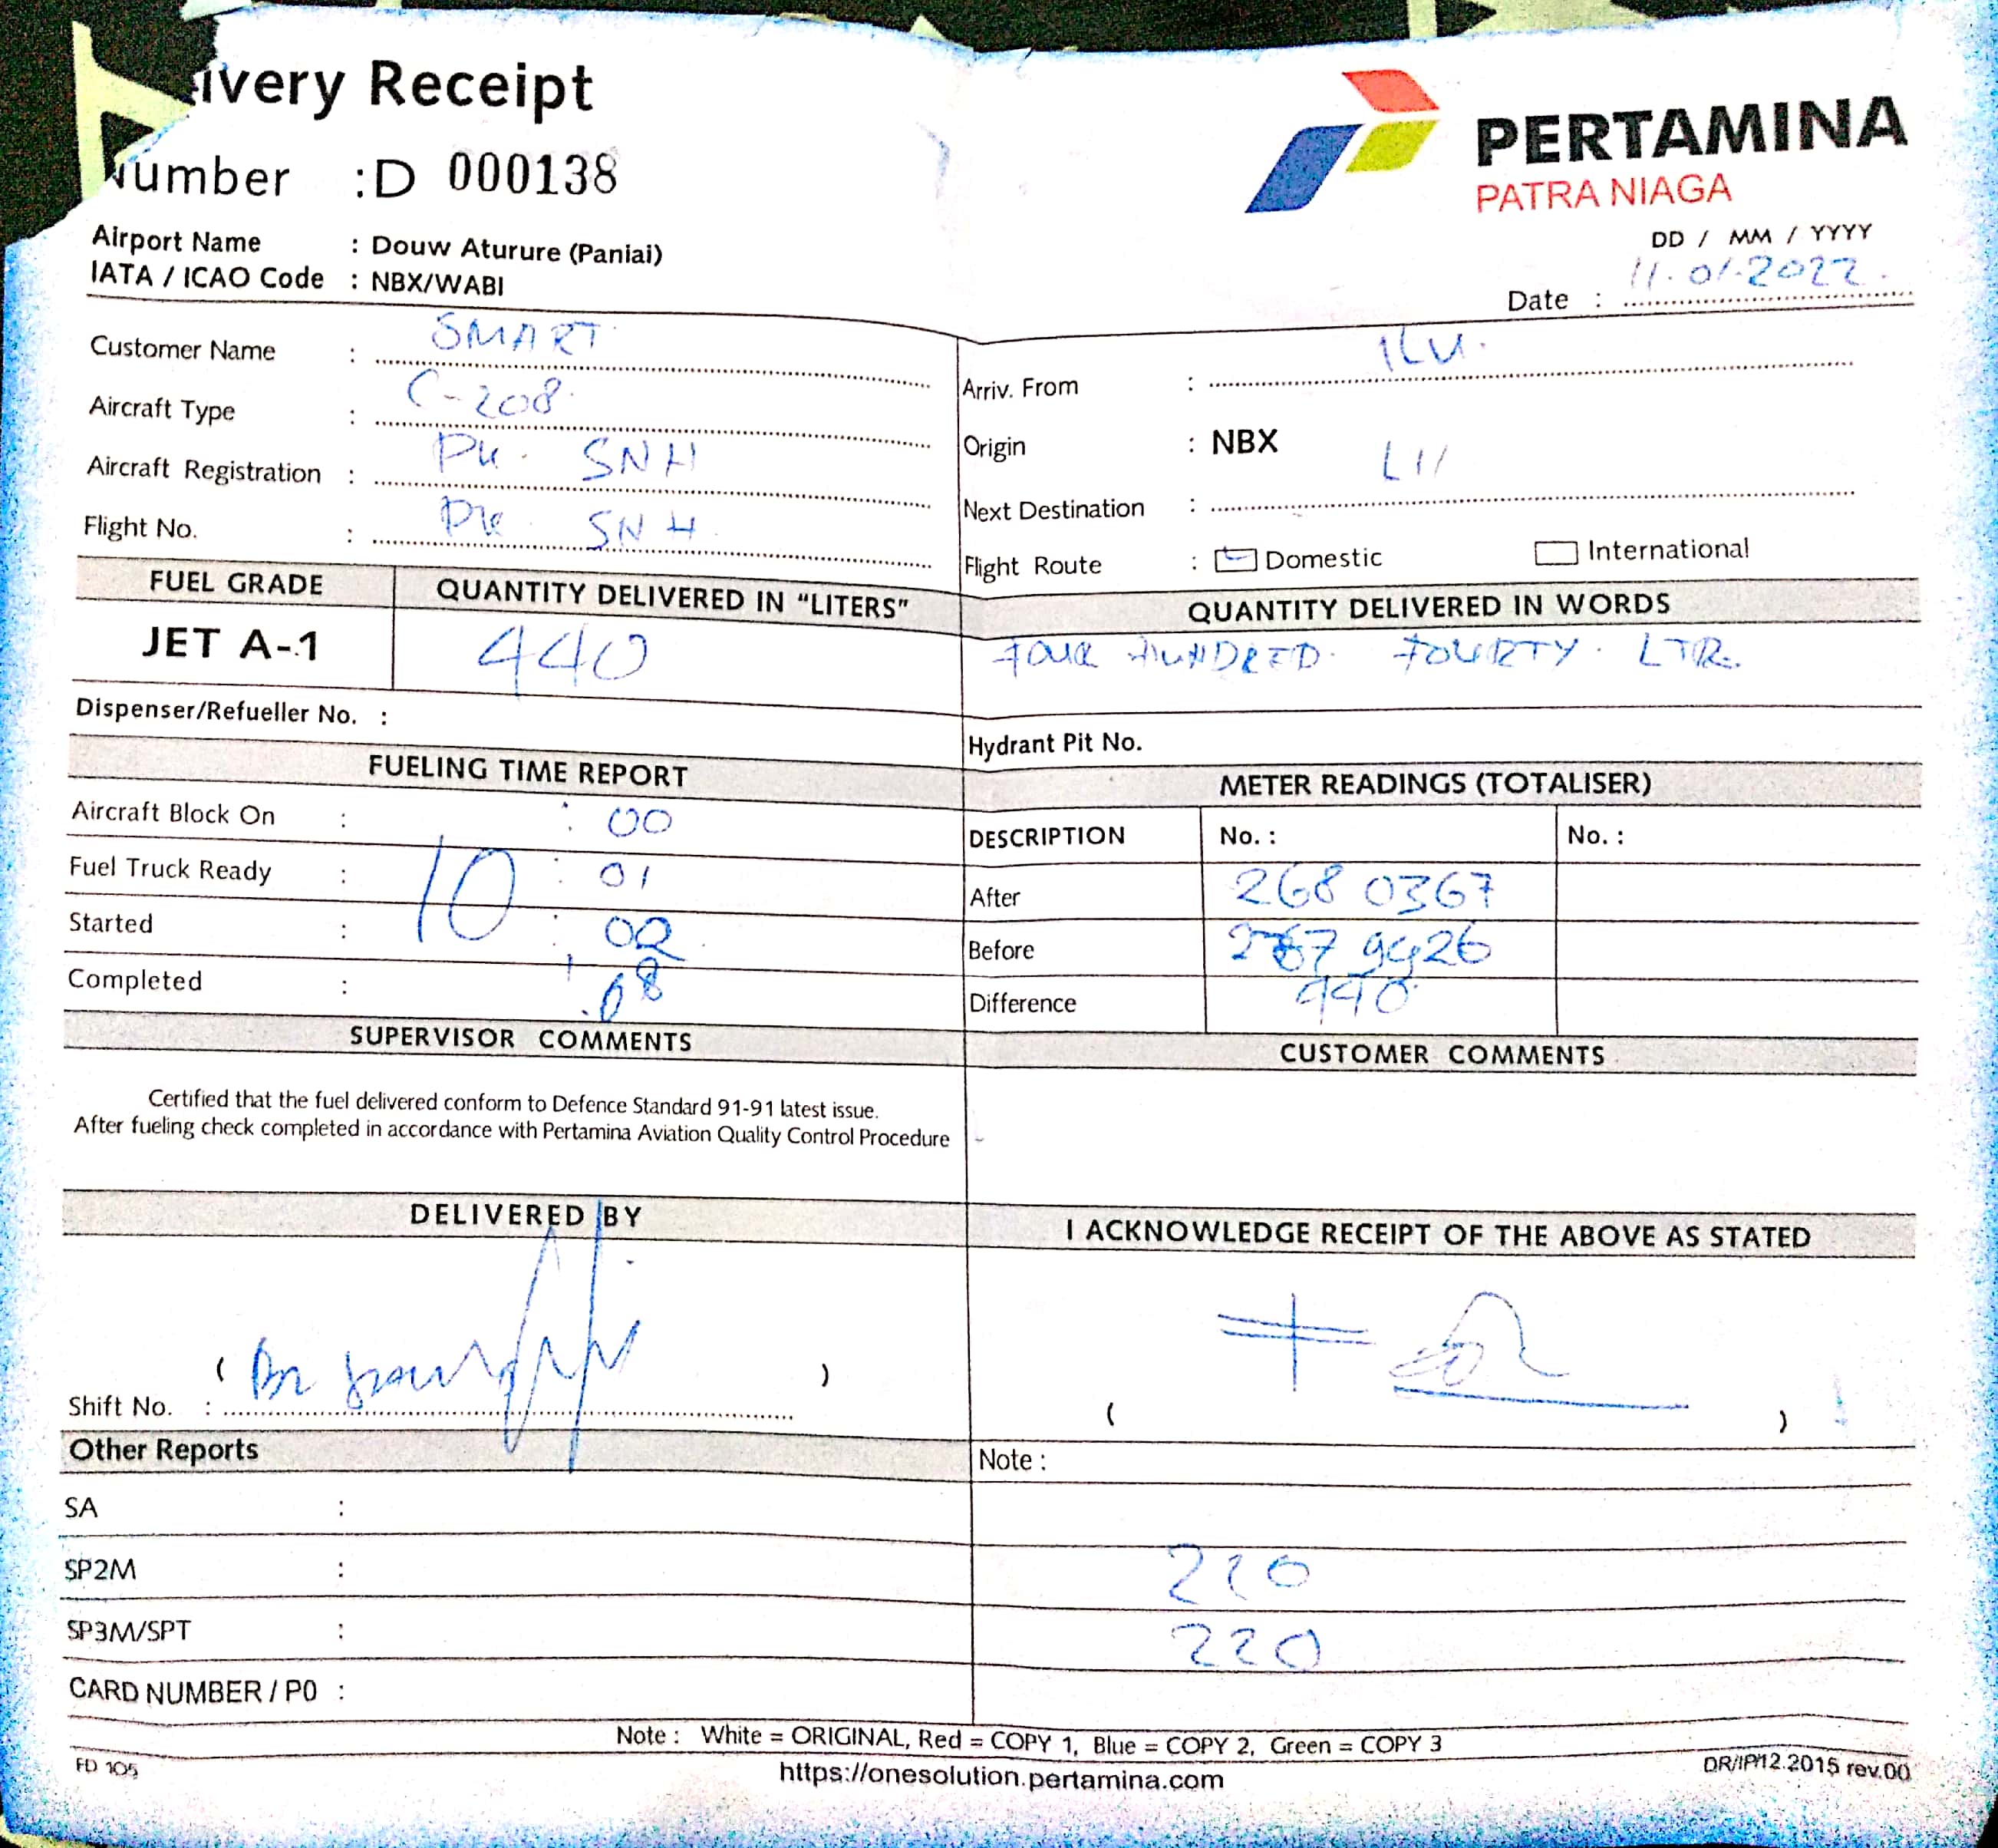 ivery Receipt
PERTAMINA
PATRA NIAGA
Number : D 000138
Airport Name : Douw Aturure (Paniai)
IATA / ICAO Code : NBX/WABI
DD / MM / YYYY
Date : 11.01.2022.
Customer Name : SMART
Aircraft Type : C-208
Aircraft Registration : PK. SNH
Flight No. : PK SNH
Arriv. From : ILU.
Origin : NBX
Next Destination :
Flight Route : Domestic International
FUEL GRADE QUANTITY DELIVERED IN "LITERS" QUANTITY DELIVERED IN WORDS
JET A-1 440 FOUR HUNDRED. FOURTY. LTR.
Dispenser/Refueller No. : Hydrant Pit No.
FUELING TIME REPORT METER READINGS (TOTALISER)
Aircraft Block On : : 00
Fuel Truck Ready : 10 : 01
Started : : 02
Completed : : 08
DESCRIPTION No. : No. :
After 268 0367
Before
Difference 440
SUPERVISOR COMMENTS CUSTOMER COMMENTS
Certified that the fuel delivered conform to Defence Standard 91-91 latest issue.
After fueling check completed in accordance with Pertamina Aviation Quality Control Procedure
DELIVERED BY I ACKNOWLEDGE RECEIPT OF THE ABOVE AS STATED
( ) ( )
Shift No. :
Other Reports Note :
SA :
SP2M : 220
SP3M/SPT : 220
CARD NUMBER / P0 :
Note : White = ORIGINAL, Red = COPY 1, Blue = COPY 2, Green = COPY 3
FD 105 https://onesolution.pertamina.com DR/IP/12.2015 rev.00